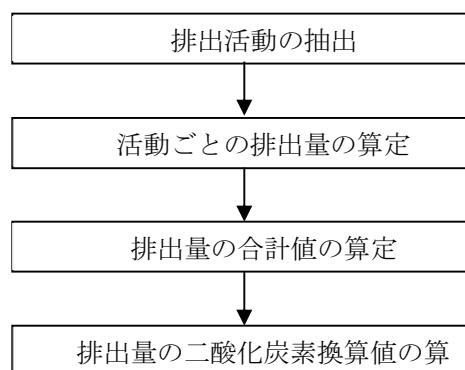 排出活動の抽出
活動ごとの排出量の算定
排出量の合計値の算定
排出量の二酸化炭素換算値の算